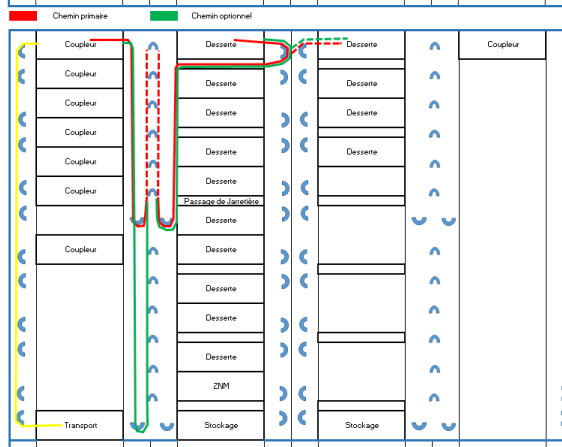 Chemin primaire
Chemin optionnel
Coupleur Desserte Desserte Coupleur
Coupleur
Desserte Desserte
Coupleur
Desserte Desserte
Coupleur
Desserte Desserte
Coupleur
Desserte
Coupleur
Passage de Jarretière
Desserte
Coupleur Desserte
Desserte
Desserte
Desserte
ZNM
Transport Stockage Stockage